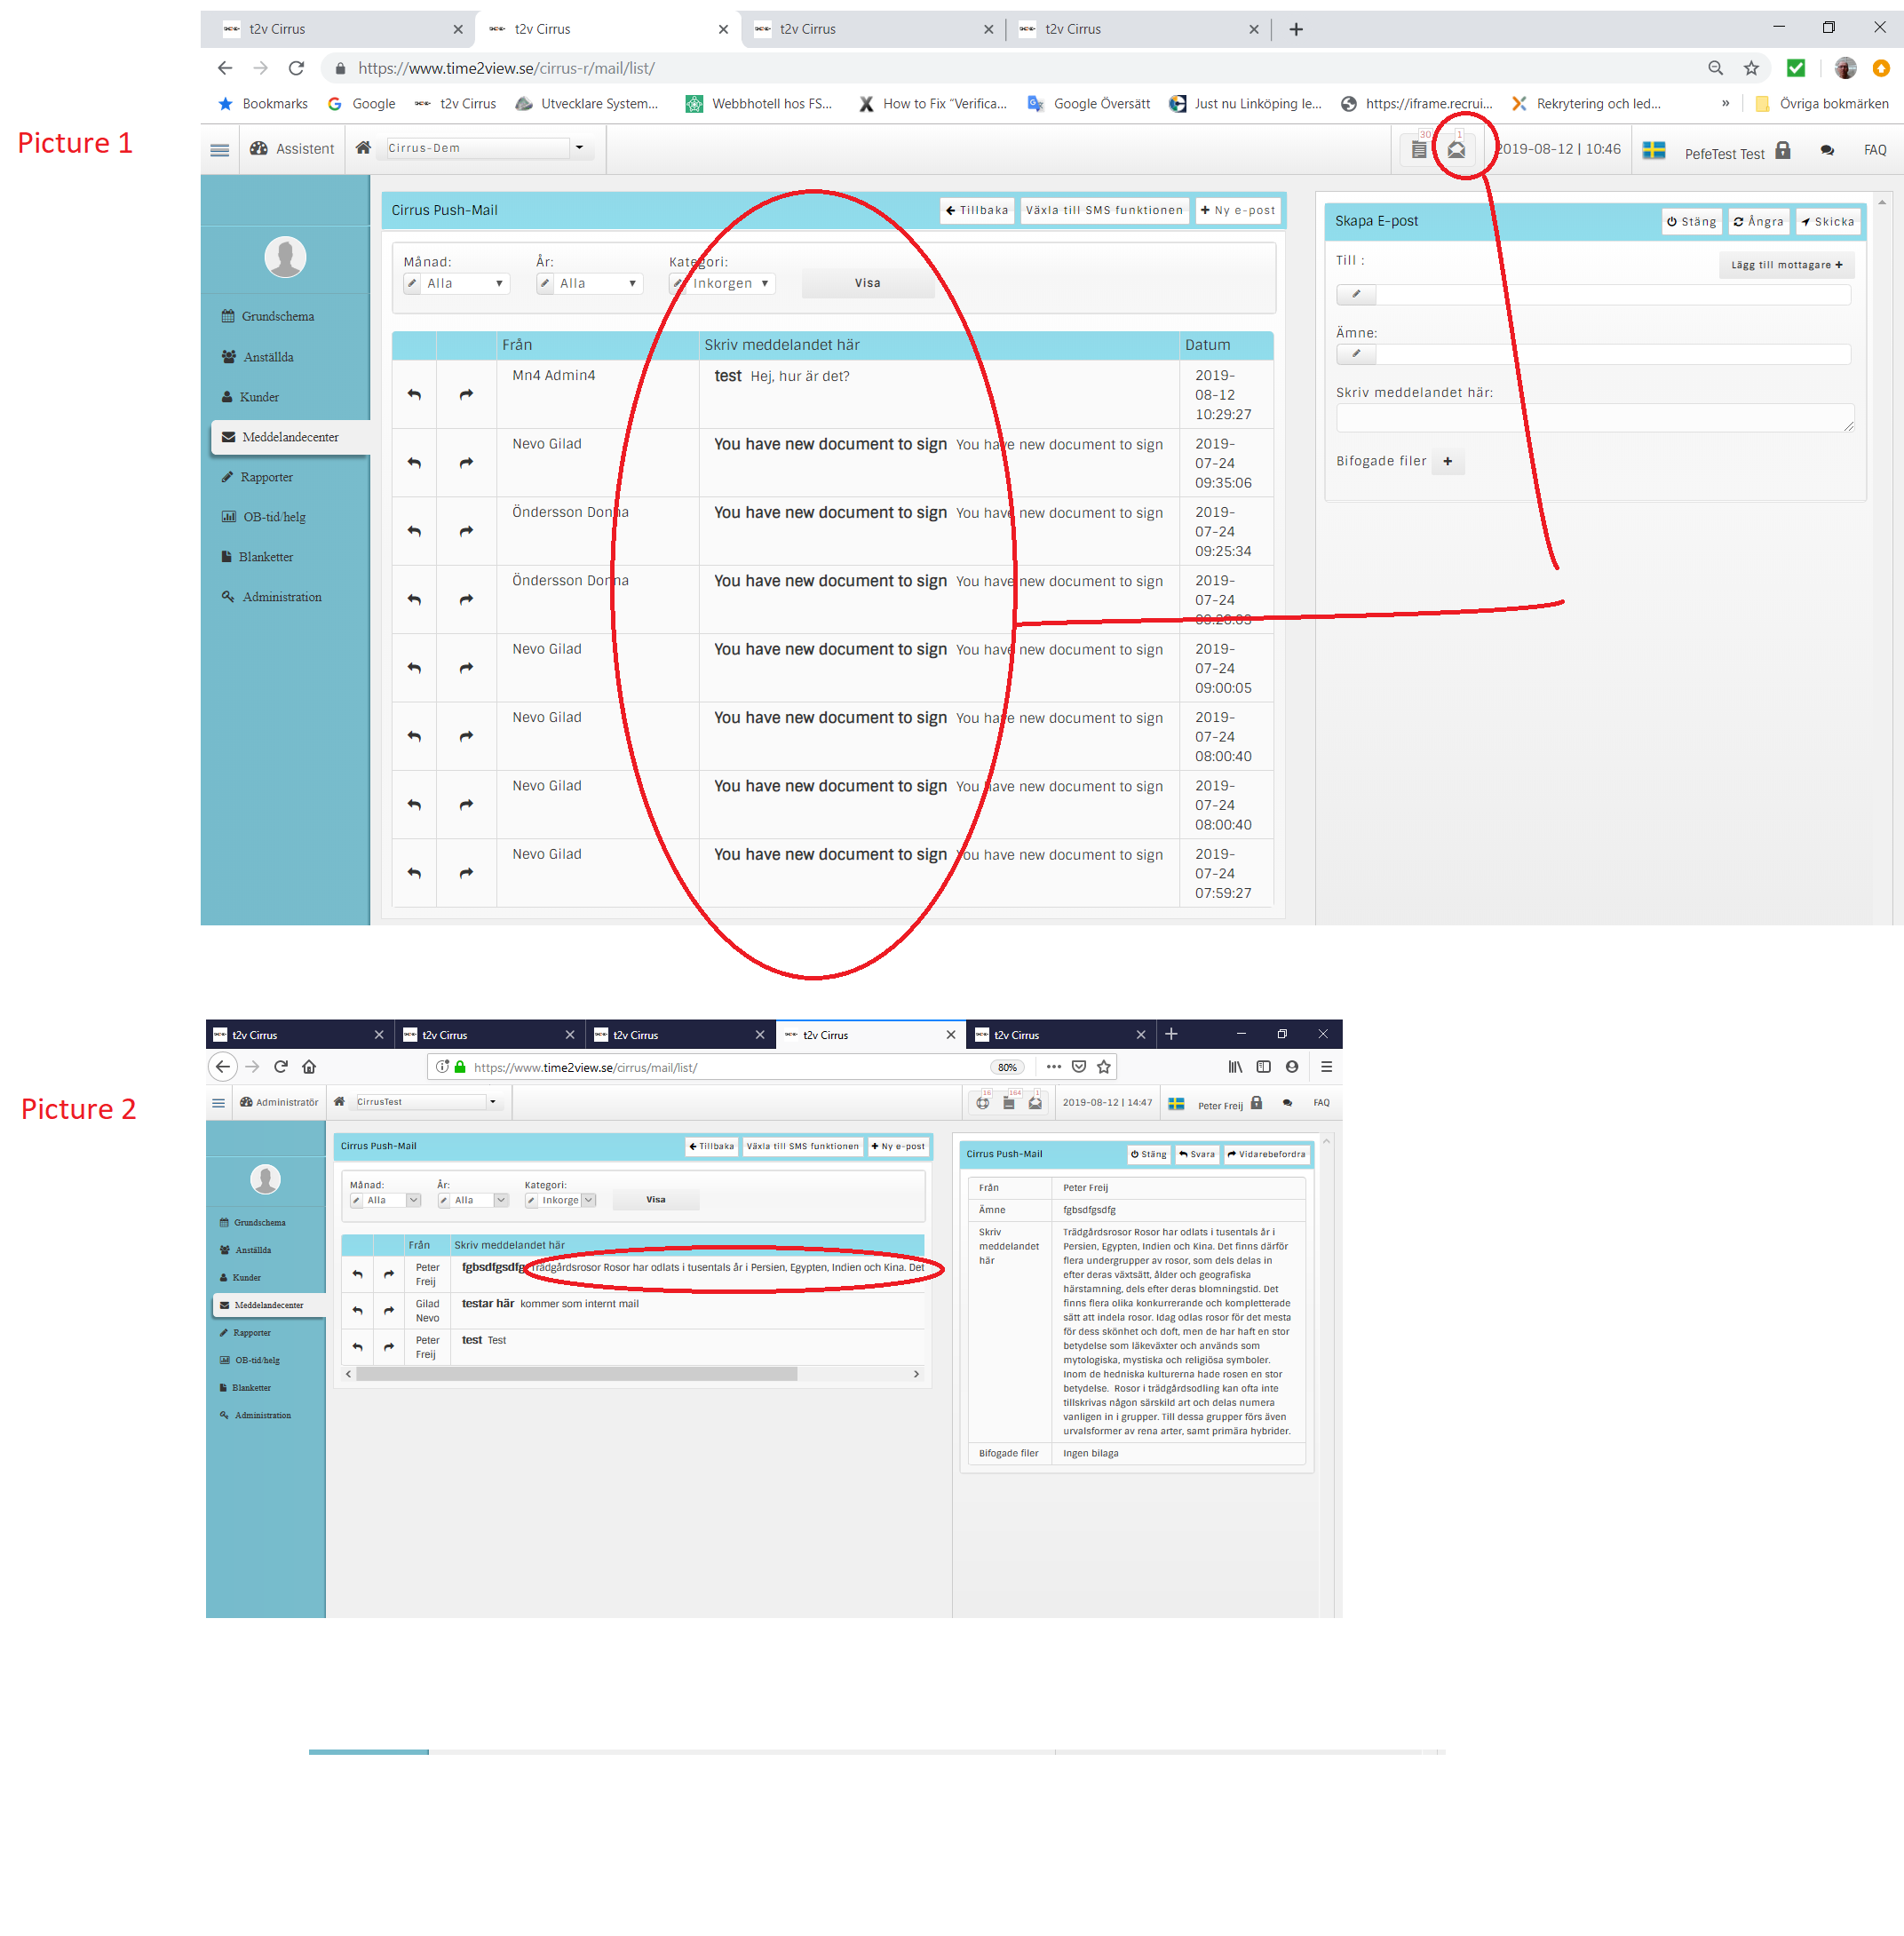 t2v Cirrus
t2v Cirrus
t2v Cirrus
t2v Cirrus
https://www.time2view.se/cirrus-r/mail/list/
Bookmarks Google t2v Cirrus Utvecklare System... Webbhotell hos FS... How to Fix "Verifica... Google Översätt Just nu Linköping le... https://iframe.recrui... Rekrytering och led... » Övriga bokmärken
Picture 1
Assistent Cirrus-Dem 30 1 2019-08-12 | 10:46 PefeTest Test FAQ
Grundschema
Anställda
Kunder
Meddelandecenter
Rapporter
OB-tid/helg
Blanketter
Administration
Cirrus Push-Mail Tillbaka Växla till SMS funktionen Ny e-post
Månad: År: Kategori:
Alla Alla Inkorgen Visa
Från Skriv meddelandet här Datum
Mn4 Admin4 test Hej, hur är det? 2019-
08-12
10:29:27
Nevo Gilad You have new document to sign You have new document to sign 2019-
07-24
09:35:06
Öndersson Donna You have new document to sign You have new document to sign 2019-
07-24
09:25:34
Öndersson Donna You have new document to sign You have new document to sign 2019-
07-24
Nevo Gilad You have new document to sign You have new document to sign 2019-
07-24
09:00:05
Nevo Gilad You have new document to sign You have new document to sign 2019-
07-24
08:00:40
Nevo Gilad You have new document to sign You have new document to sign 2019-
07-24
08:00:40
Nevo Gilad You have new document to sign You have new document to sign 2019-
07-24
07:59:27
Skapa E-post Stäng Ångra Skicka
Till : Lägg till mottagare
Ämne:
Skriv meddelandet här:
Bifogade filer
t2v Cirrus
t2v Cirrus
t2v Cirrus
t2v Cirrus
t2v Cirrus
https://www.time2view.se/cirrus/mail/list/ 80%
Picture 2
Administratör CirrusTest 16 164 1 2019-08-12 | 14:47 Peter Freij FAQ
Grundschema
Anställda
Kunder
Meddelandecenter
Rapporter
OB-tid/helg
Blanketter
Administration
Cirrus Push-Mail Tillbaka Växla till SMS funktionen Ny e-post
Månad: År: Kategori:
Alla Alla Inkorge Visa
Från Skriv meddelandet här
Peter
Freij fgbsdfgsdfg Trädgårdsrosor Rosor har odlats i tusentals år i Persien, Egypten, Indien och Kina. Det
Gilad
Nevo testar här kommer som internt mail
Peter
Freij test Test
Cirrus Push-Mail Stäng Svara Vidarebefordra
Från Peter Freij
Ämne fgbsdfgsdfg
Skriv
meddelandet
här
Trädgårdsrosor Rosor har odlats i tusentals år i
Persien, Egypten, Indien och Kina. Det finns därför
flera undergrupper av rosor, som dels delas in
efter deras växtsätt, ålder och geografiska
härstamning, dels efter deras blomningstid. Det
finns flera olika konkurrerande och kompletterade
sätt att indela rosor. Idag odlas rosor för det mesta
för dess skönhet och doft, men de har haft en stor
betydelse som läkeväxter och används som
mytologiska, mystiska och religiösa symboler.
Inom de hedniska kulturerna hade rosen en stor
betydelse. Rosor i trädgårdsodling kan ofta inte
tillskrivas någon särskild art och delas numera
vanligen in i grupper. Till dessa grupper förs även
urvalsformer av rena arter, samt primära hybrider.
Bifogade filer Ingen bilaga